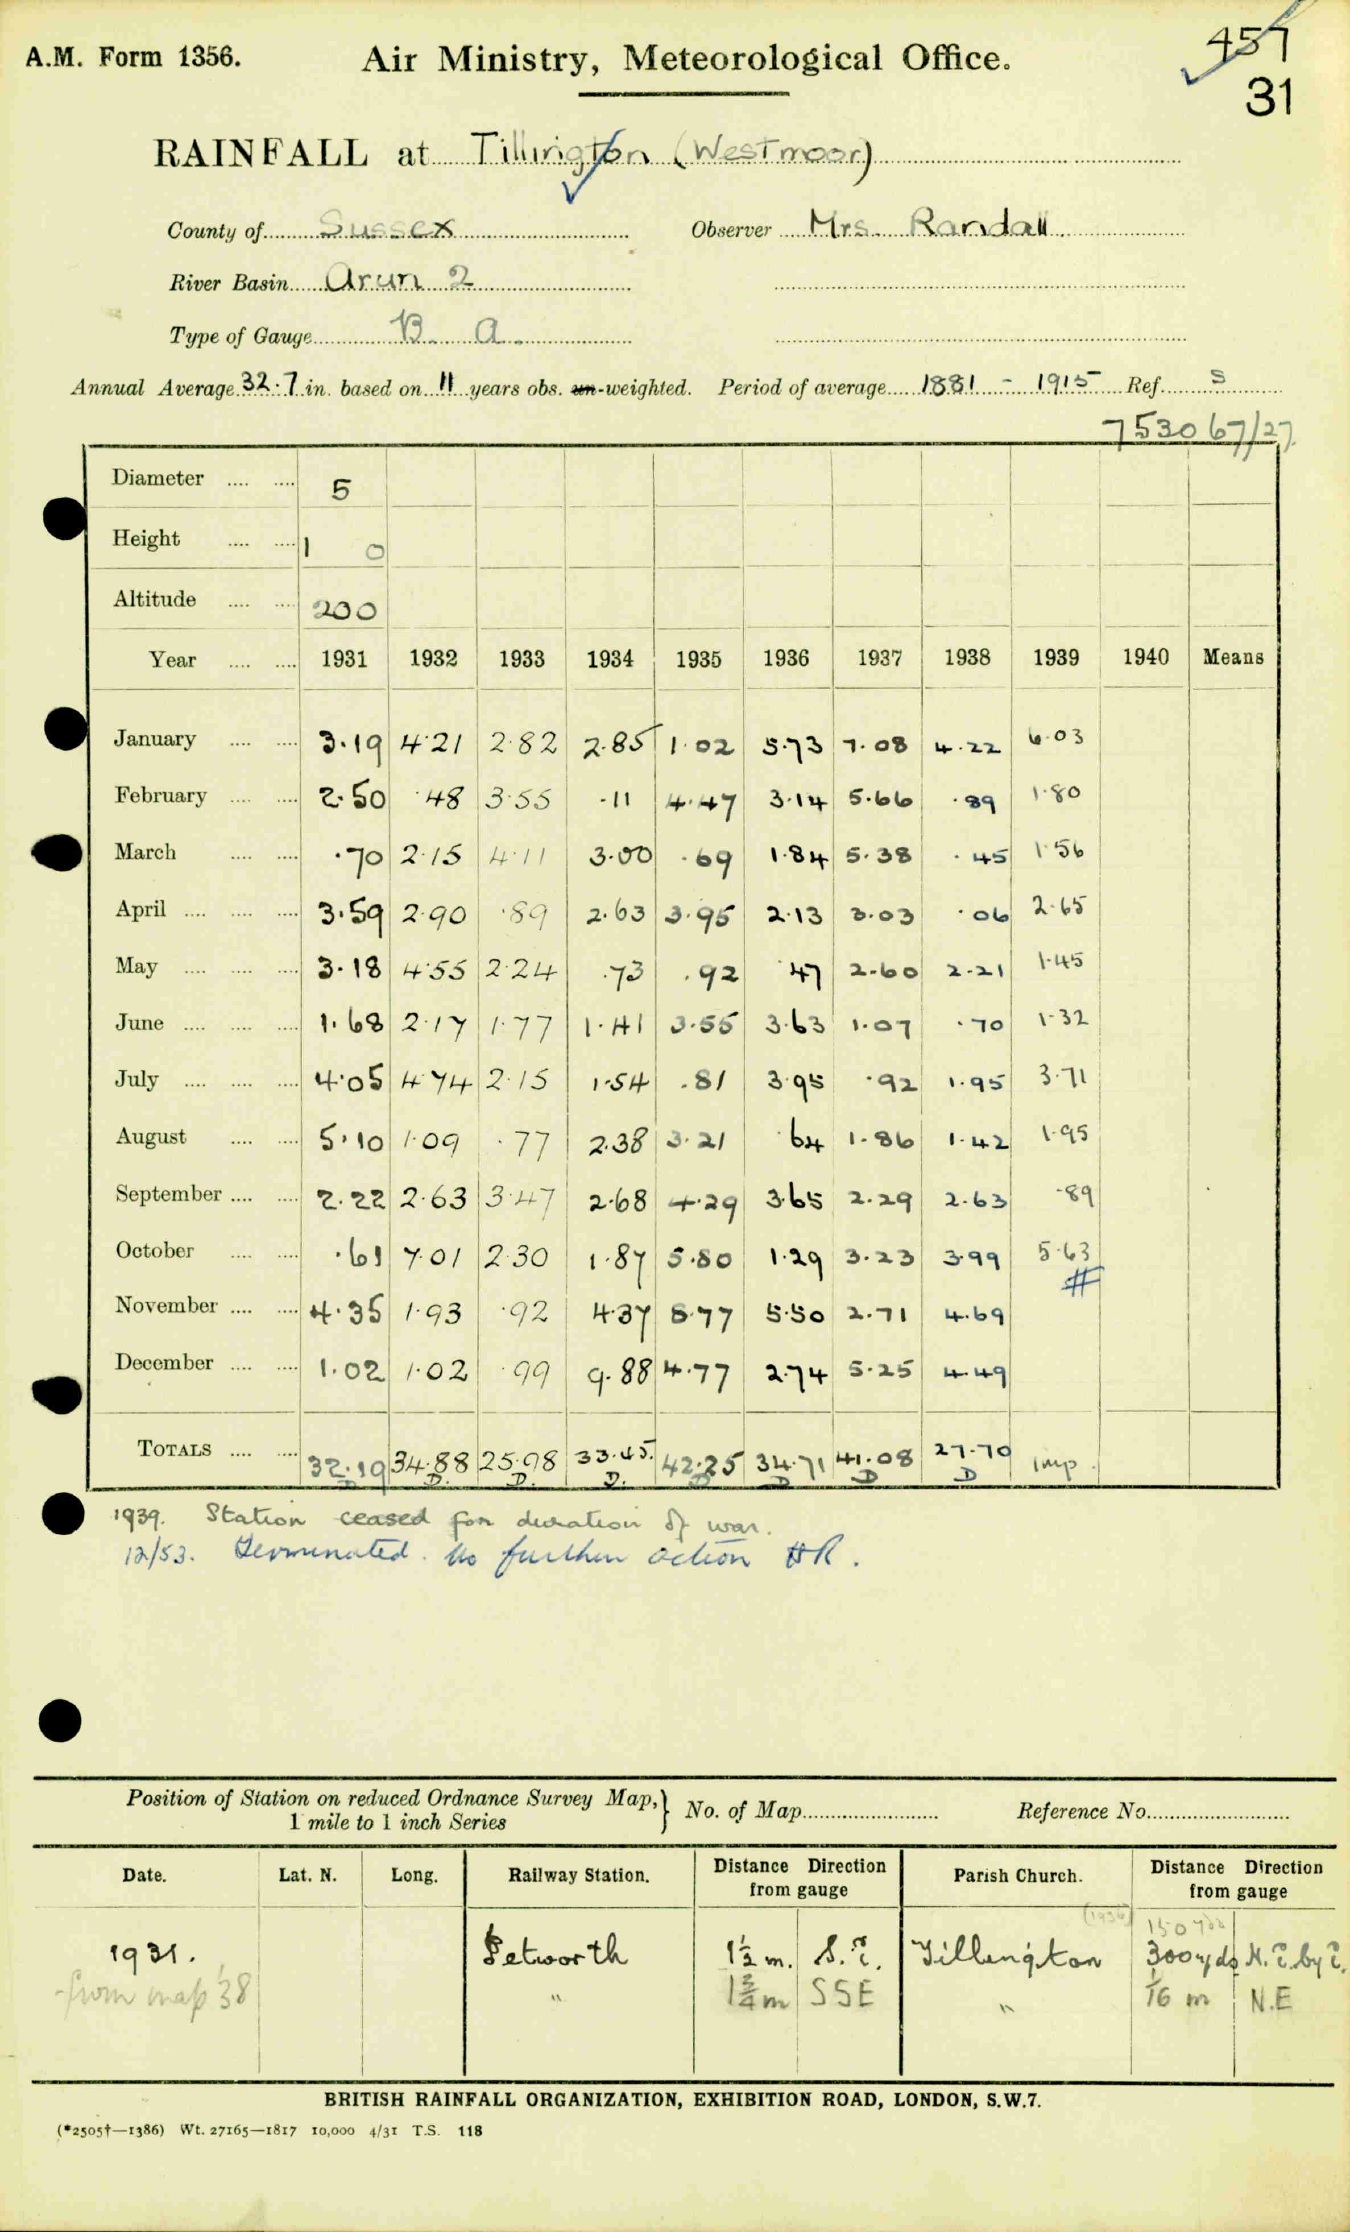 A.M. Form 1356. Air Ministry, Meteorological Office. 457
31
RAINFALL at Tillington (Westmoor)
County of Sussex Observer Mrs. Randall
River Basin Arun 2
Type of Gauge B. A.
Annual Average 32.7 in. based on 11 years obs. un-weighted. Period of average 1881 - 1915 Ref. S
753067/27
Diameter 5
Height 1 0
Altitude 200
Year 1931 1932 1933 1934 1935 1936 1937 1938 1939 1940 Means
January 3.19 4.21 2.82 2.85 1.02 5.73 7.08 4.22 6.03
February 2.50 .48 3.55 .11 4.47 3.14 5.66 .89 1.80
March .70 2.15 4.11 3.00 .69 1.84 5.38 .45 1.56
April 3.59 2.90 .89 2.63 3.95 2.13 3.03 .06 2.65
May 3.18 4.55 2.24 .73 .92 .47 2.60 2.21 1.45
June 1.68 2.17 1.77 1.41 3.55 3.63 1.07 .70 1.32
July 4.05 4.74 2.15 1.54 .81 3.95 .92 1.95 3.71
August 5.10 1.09 .77 2.38 3.21 .64 1.86 1.42 1.95
September 2.22 2.63 3.47 2.68 4.29 3.65 2.29 2.63 .89
October .61 7.01 2.30 1.87 5.80 1.29 3.23 3.99 5.63
#
November 4.35 1.93 .92 4.37 8.77 5.50 2.71 4.69
December 1.02 1.02 .99 9.88 4.77 2.74 5.25 4.49
TOTALS 32.19 34.88 25.98 33.45 42.25 34.71 41.08 27.70 Imp.
D D. D. D. D D D D
1939. Station ceased for duration of war.
12/53. Terminated. No further action HR.
Position of Station on reduced Ordnance Survey Map, } No. of Map Reference No.
1 mile to 1 inch Series
Date. Lat. N. Long. Railway Station. Distance Direction from gauge Parish Church. Distance Direction from gauge
(1936) 150 yds
1931. Petworth 1½ m. S.E. Tillington 300 yds N.E. by E.
from map '38 " 1¾ m SSE " 1/16 m N.E
BRITISH RAINFALL ORGANIZATION, EXHIBITION ROAD, LONDON, S.W.7.
(*2505†—1386) Wt. 27165—1817 10,000 4/31 T.S. 118